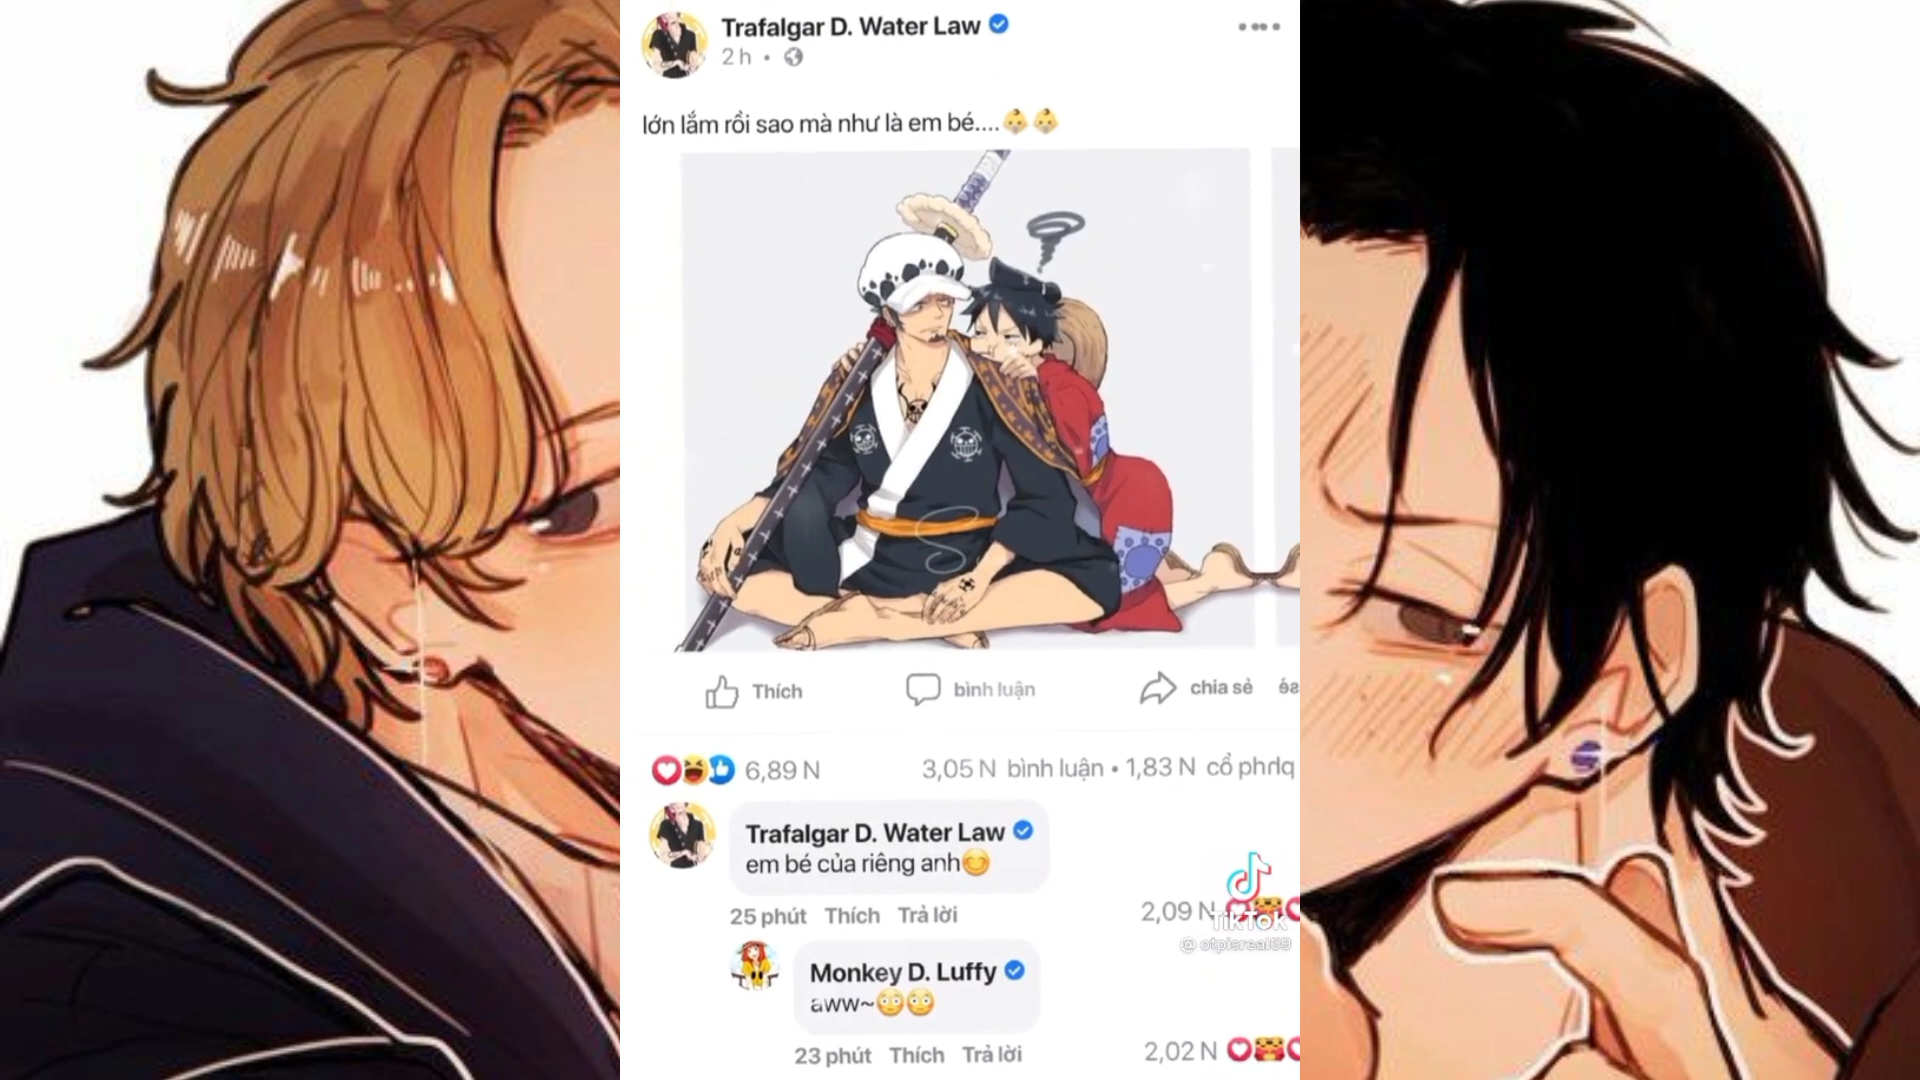 Trafalgar D. Water Law
2 h
lớn lắm rồi sao mà như là em bé....👶👶
Thích bình luận chia sẻ
6,89 N 3,05 N bình luận • 1,83 N cổ
Trafalgar D. Water Law
em bé của riêng anh😊
25 phút Thích Trả lời 2,09 N
TikTok
@ otpisreal69
Monkey D. Luffy
aww~😳😳
23 phút Thích Trả lời 2,02 N